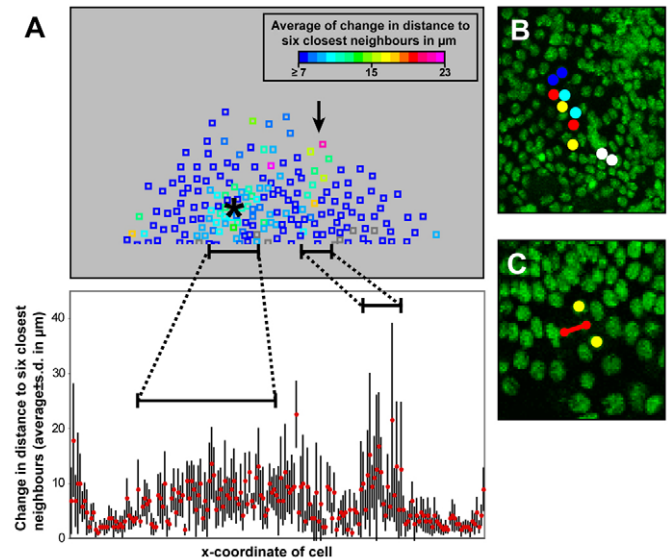 A
Average of change in distance to
six closest neighbours in µm
≥7 15 23
*
Change in distance to six closest
neighbours (average±s.d. in µm)
40
30
20
10
0
x-coordinate of cell
B
C